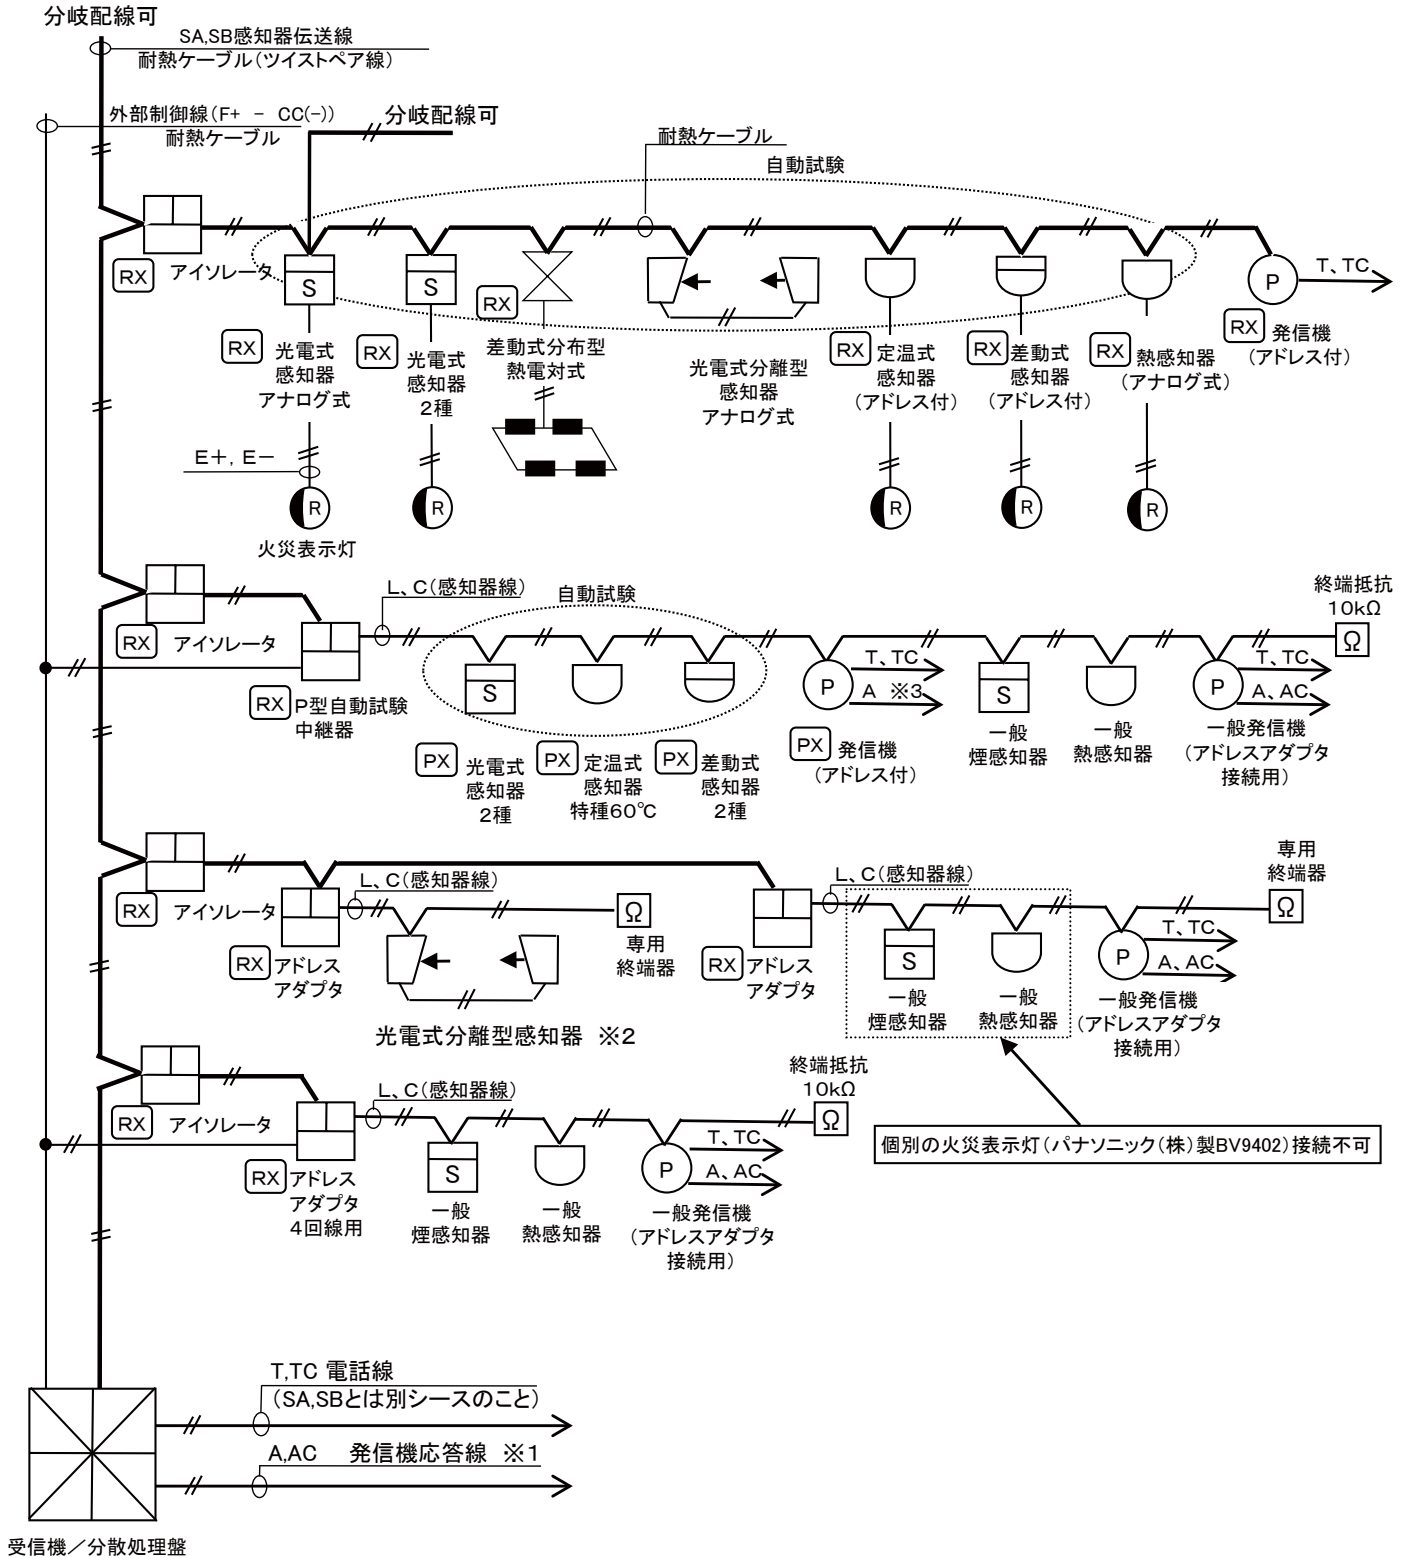 分岐配線可
SA,SB感知器伝送線
耐熱ケーブル（ツイストペア線）
外部制御線（F+ － CC(-)）
耐熱ケーブル
分岐配線可
耐熱ケーブル
自動試験
RX
アイソレータ
S
S
RX
P
T、TC
RX
光電式
感知器
アナログ式
RX
光電式
感知器
2種
差動式分布型
熱電対式
光電式分離型
感知器
アナログ式
RX
定温式
感知器
（アドレス付）
RX
差動式
感知器
（アドレス付）
RX
熱感知器
（アナログ式）
RX
発信機
（アドレス付）
E＋，E－
R
R
R
R
R
火災表示灯
L、C（感知器線）
自動試験
終端抵抗
10kΩ
Ω
RX
アイソレータ
S
P
T、TC
A ※3
S
P
T、TC
A、AC
RX
P型自動試験
中継器
PX
光電式
感知器
2種
PX
定温式
感知器
特種60℃
PX
差動式
感知器
2種
PX
発信機
（アドレス付）
一般
煙感知器
一般
熱感知器
一般発信機
（アドレスアダプタ
接続用）
RX
アイソレータ
L、C（感知器線）
Ω
専用
終端器
RX
アドレス
アダプタ
光電式分離型感知器 ※2
L、C（感知器線）
専用
終端器
Ω
RX
アドレス
アダプタ
S
P
T、TC
A、AC
一般
煙感知器
一般
熱感知器
一般発信機
（アドレスアダプタ
接続用）
RX
アイソレータ
L、C（感知器線）
終端抵抗
10kΩ
Ω
RX
アドレス
アダプタ
4回線用
S
P
T、TC
A、AC
一般
煙感知器
一般
熱感知器
一般発信機
（アドレスアダプタ
接続用）
個別の火災表示灯（パナソニック（株）製BV9402）接続不可
T,TC 電話線
（SA,SBとは別シースのこと）
A,AC 発信機応答線 ※1
受信機／分散処理盤